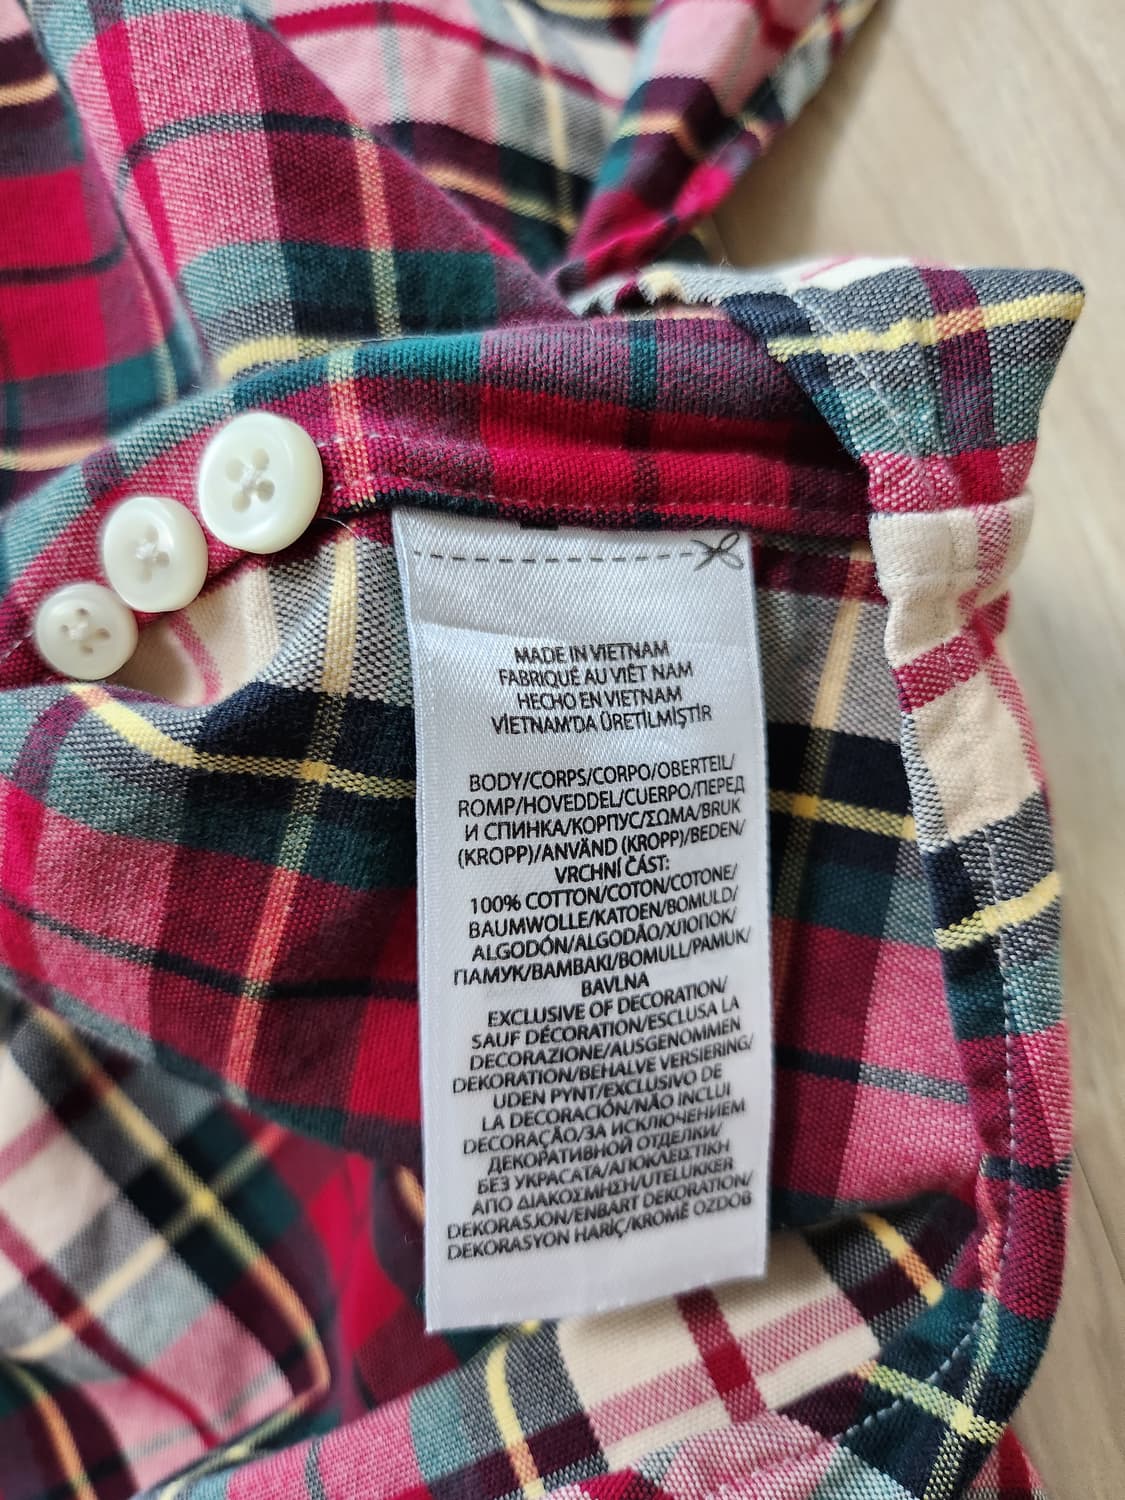 MADE IN VIETNAM
FABRIQUÉ AU VIÊT NAM
HECHO EN VIETNAM
VİETNAM'DA ÜRETİLMİŞTİR
BODY/CORPS/CORPO/OBERTEIL/
ROMP/HOVEDDEL/CUERPO/ПЕРЕД
И СПИНКА/КОРПУС/ΣΩΜΑ/BRUK
(KROPP)/ANVÄND (KROPP)/BEDEN/
VRCHNÍ ČÁST:
100% COTTON/COTON/COTONE/
BAUMWOLLE/KATOEN/BOMULD/
ALGODÓN/ALGODÃO/ХЛОПОК/
ПАМУК/BAMBAKI/BOMULL/PAMUK/
BAVLNA
EXCLUSIVE OF DECORATION/
SAUF DÉCORATION/ESCLUSA LA
DECORAZIONE/AUSGENOMMEN
DEKORATION/BEHALVE VERSIERING/
UDEN PYNT/EXCLUSIVO DE
LA DECORACIÓN/NÃO INCLUI
DECORAÇÃO/ЗА ИСКЛЮЧЕНИЕМ
ДЕКОРАТИВНОЙ ОТДЕЛКИ/
БЕЗ УКРАСАТА/ΑΠΟΚΛΕΙΣΤΙΚΗ
ΑΠΟ ΔΙΑΚΟΣΜΗΣΗ/UTELUKKER
DEKORASJON/ENBART DEKORATION/
DEKORASYON HARİÇ/KROMĚ OZDOB